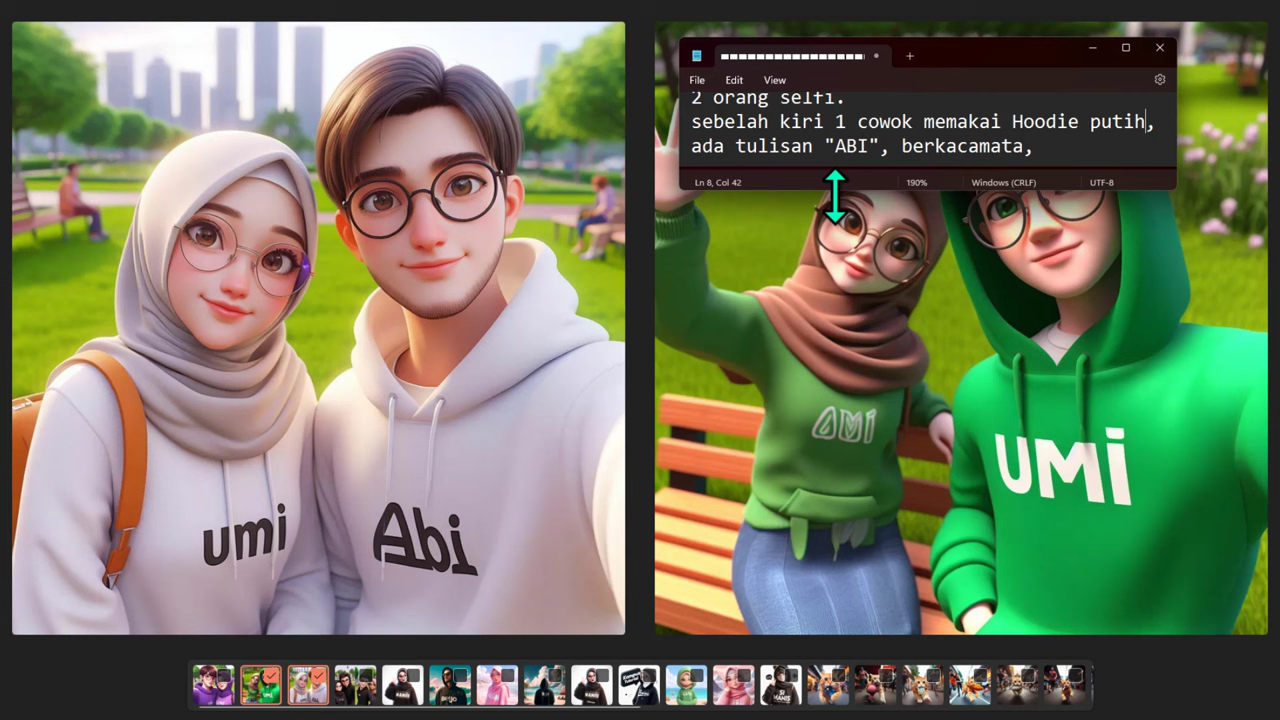 File Edit View
2 orang selfi.
sebelah kiri 1 cowok memakai Hoodie putih,
ada tulisan "ABI", berkacamata,
Ln 8, Col 42 190% Windows (CRLF) UTF-8
umi
Abi
AMi
UMi